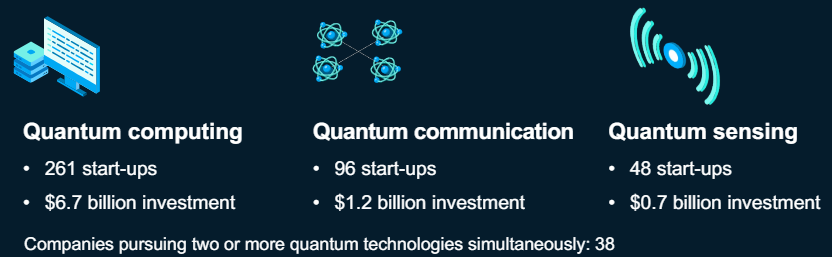 Quantum computing
• 261 start-ups
• $6.7 billion investment
Quantum communication
• 96 start-ups
• $1.2 billion investment
Quantum sensing
• 48 start-ups
• $0.7 billion investment
Companies pursuing two or more quantum technologies simultaneously: 38